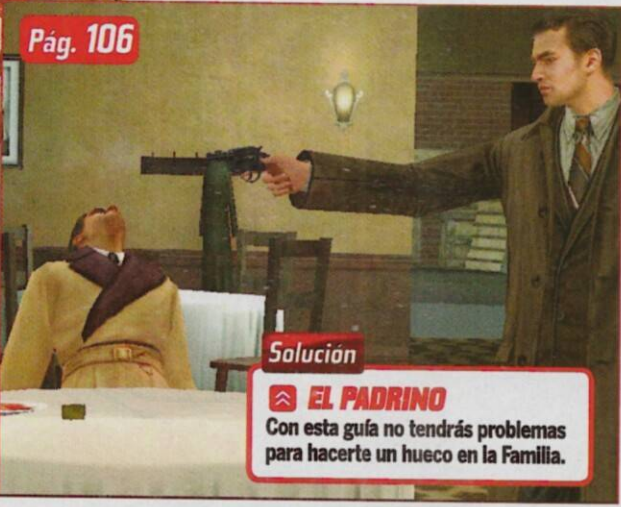 Pág. 106
Solución
EL PADRINO
Con esta guía no tendrás problemas
para hacerte un hueco en la Familia.